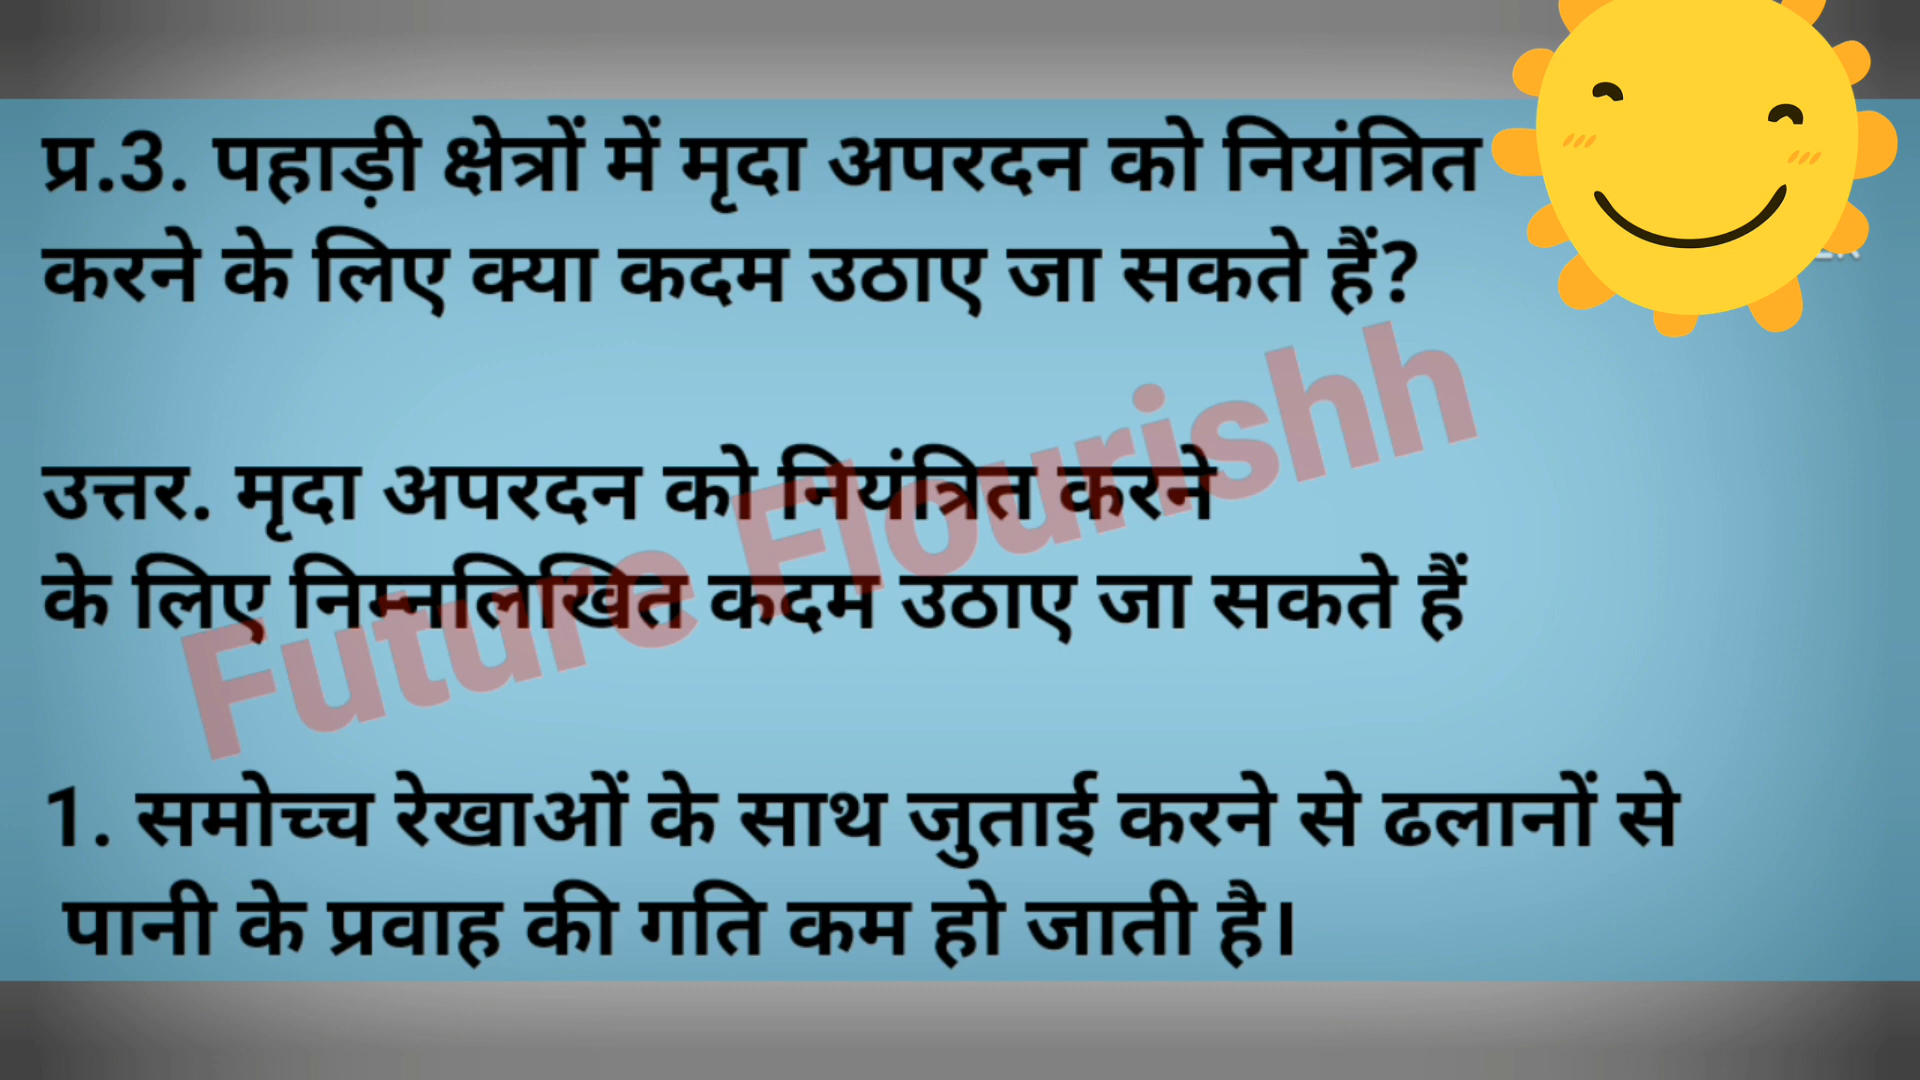 प्र.3. पहाड़ी क्षेत्रों में मृदा अपरदन को नियंत्रित
करने के लिए क्या कदम उठाए जा सकते हैं?
उत्तर. मृदा अपरदन को नियंत्रित करने
के लिए निम्नलिखित कदम उठाए जा सकते हैं
Future Flourishh
1. समोच्च रेखाओं के साथ जुताई करने से ढलानों से
पानी के प्रवाह की गति कम हो जाती है।